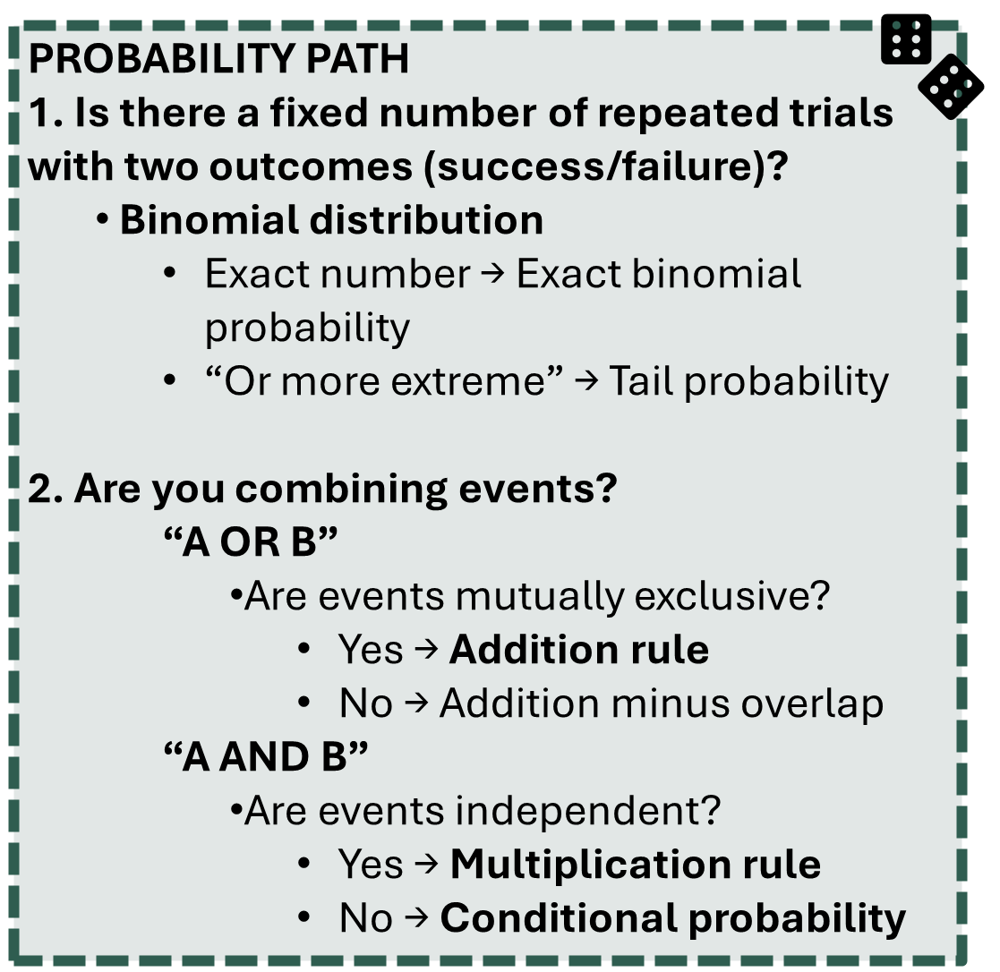 PROBABILITY PATH
1. Is there a fixed number of repeated trials
with two outcomes (success/failure)?
• Binomial distribution
• Exact number → Exact binomial
probability
• “Or more extreme” → Tail probability
2. Are you combining events?
“A OR B”
•Are events mutually exclusive?
• Yes → Addition rule
• No → Addition minus overlap
“A AND B”
•Are events independent?
• Yes → Multiplication rule
• No → Conditional probability